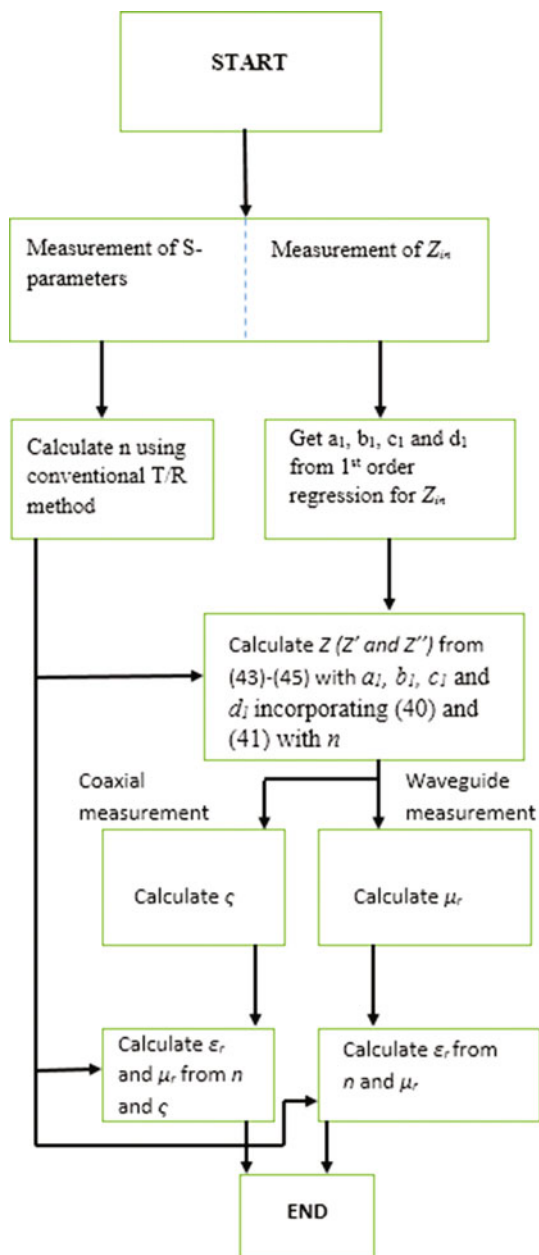 START
Measurement of S-
parameters
Measurement of Zin
Calculate n using
conventional T/R
method
Get a1, b1, c1 and d1
from 1st order
regression for Zin
Calculate Z (Z' and Z'') from
(43)-(45) with a1, b1, c1 and
d1 incorporating (40) and
(41) with n
Coaxial
measurement
Waveguide
measurement
Calculate ς
Calculate μr
Calculate εr
and μr from n
and ς
Calculate εr from
n and μr
END